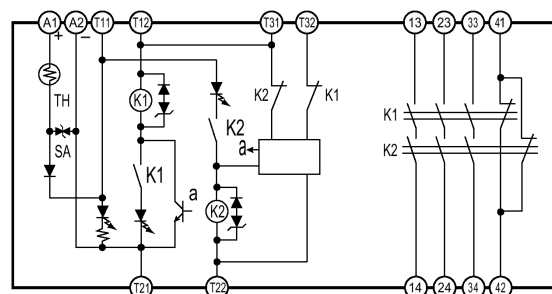 A1 A2 T11 T12 T31 T32 13 23 33 41
+ −
TH
SA
K1
K1
K2
K2
K2
K1
a
a
K1
K2
T21 T22 14 24 34 42